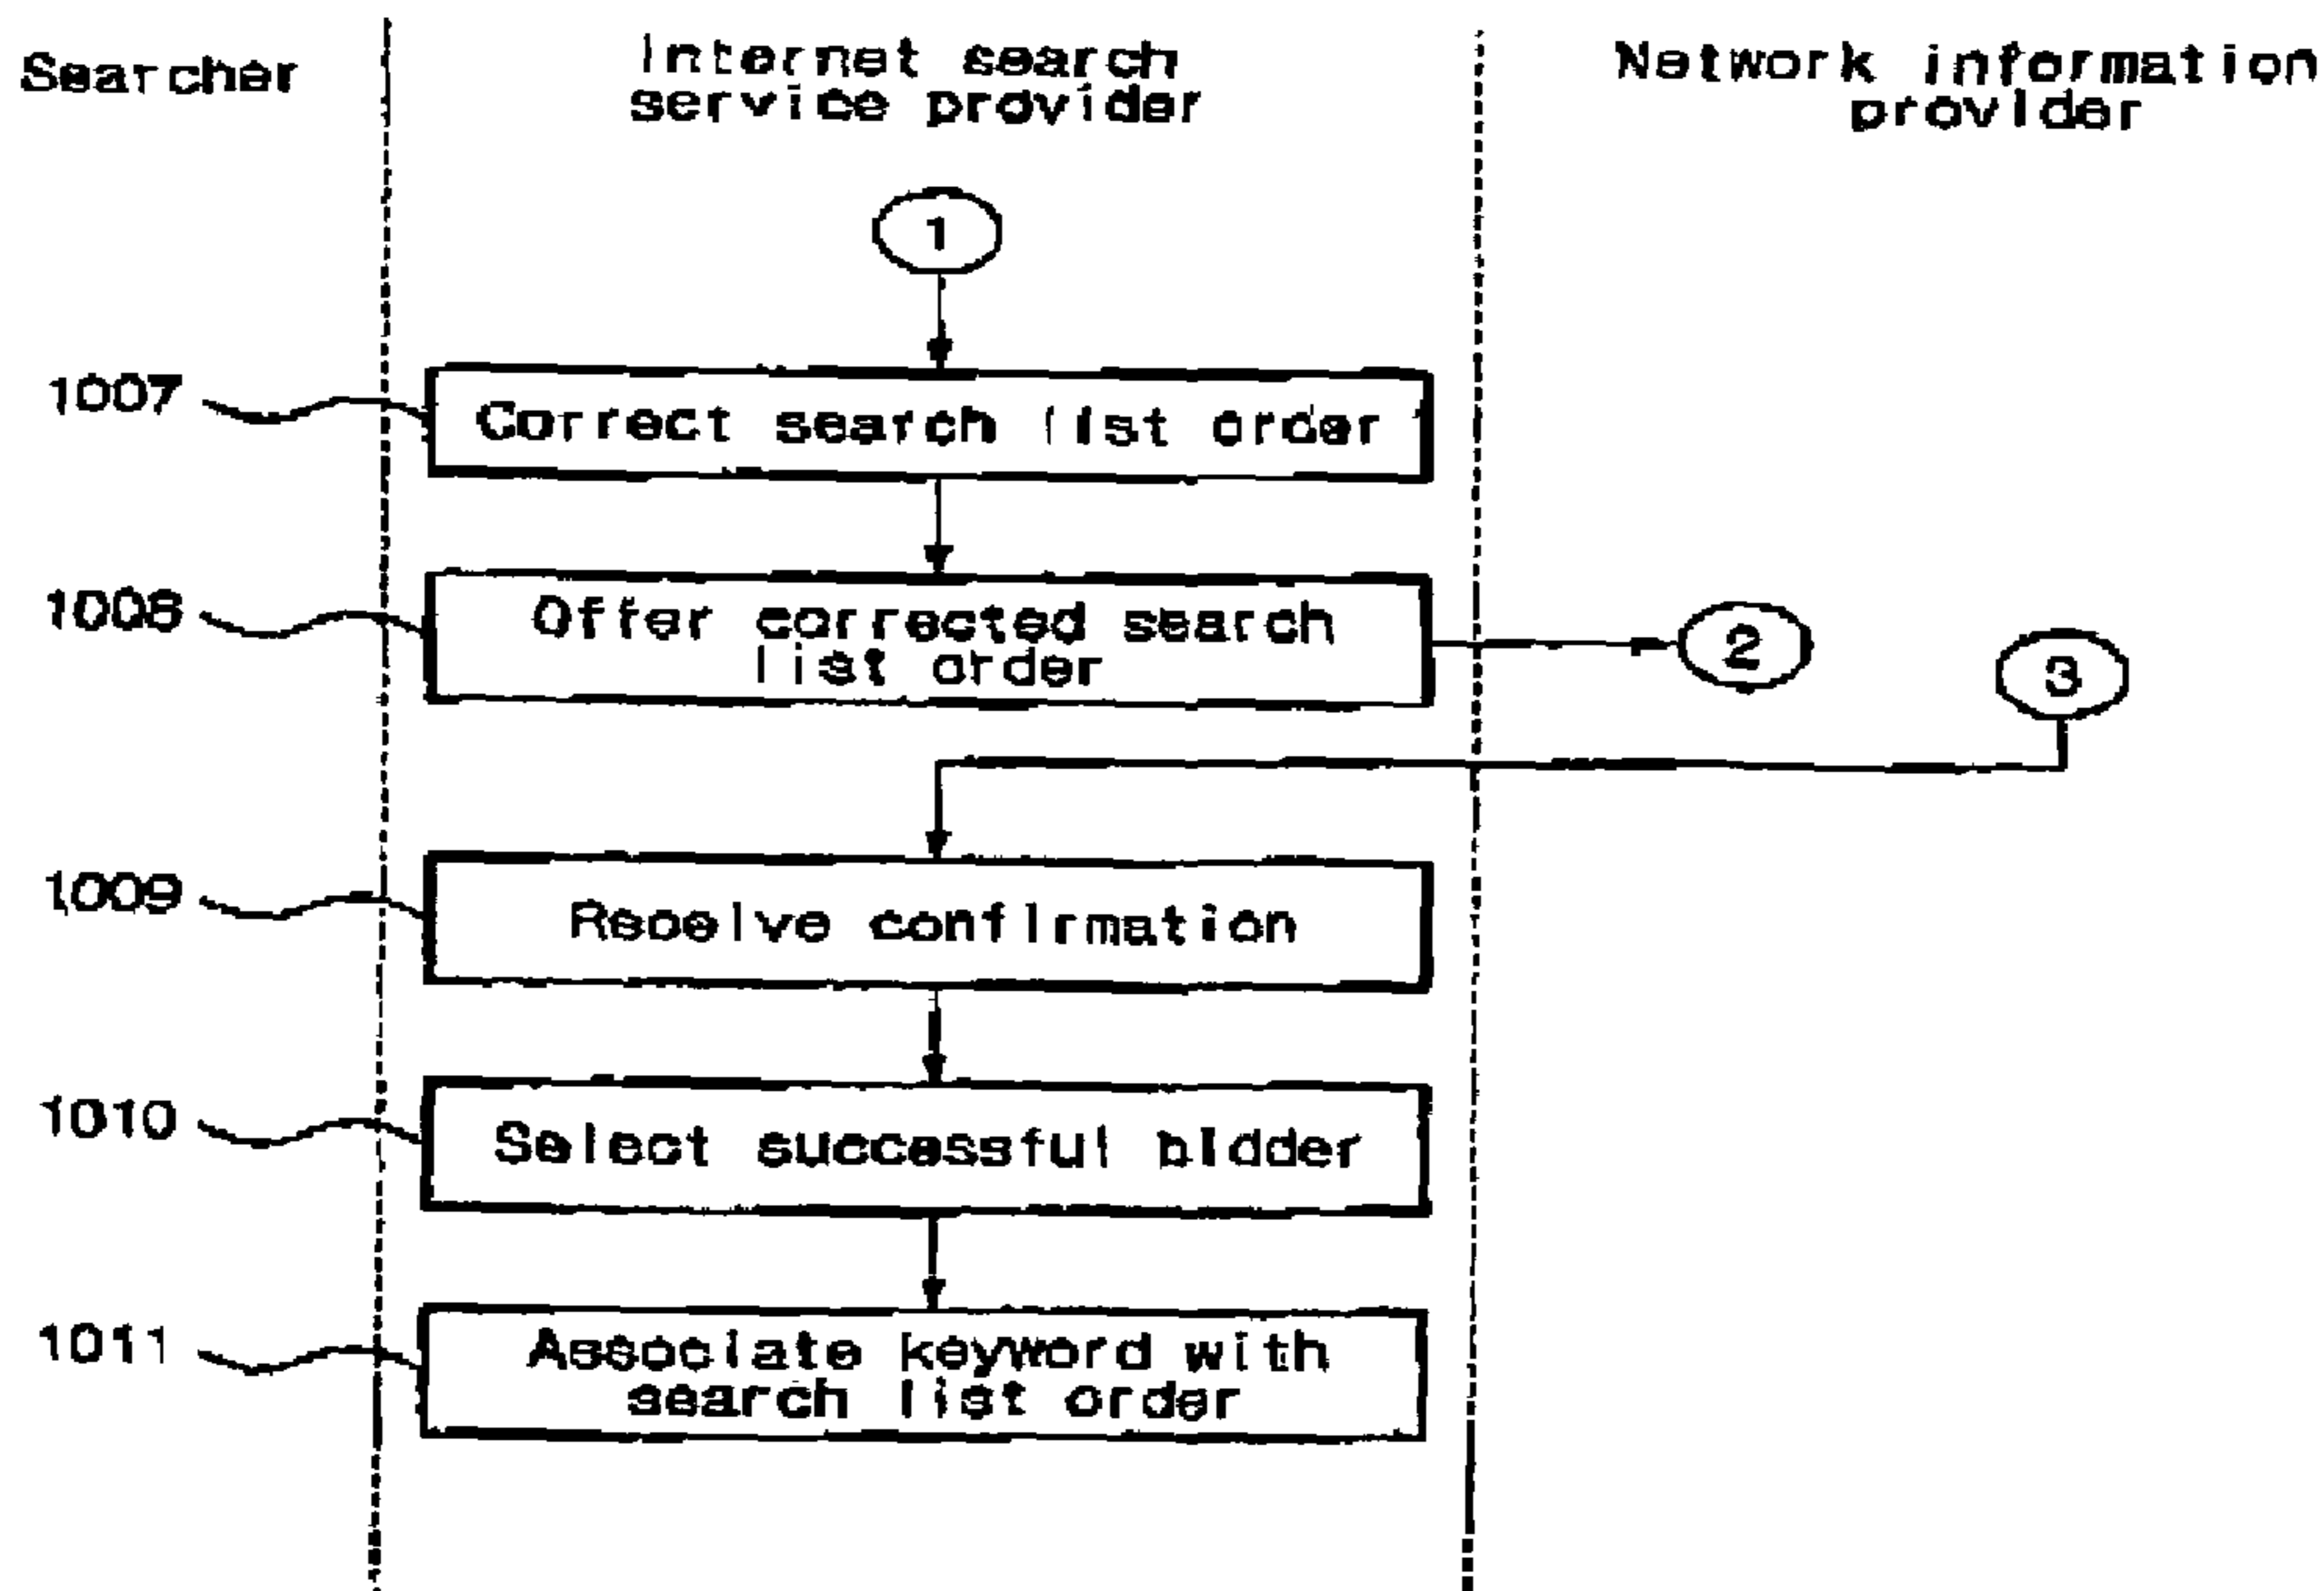 Searcher
Internet search
service provider
Network information
provider
1
1007
Correct search list order
1008
Offer corrected search
list order
2
3
1009
Receive confirmation
1010
Select successful bidder
1011
Associate keyword with
search list order